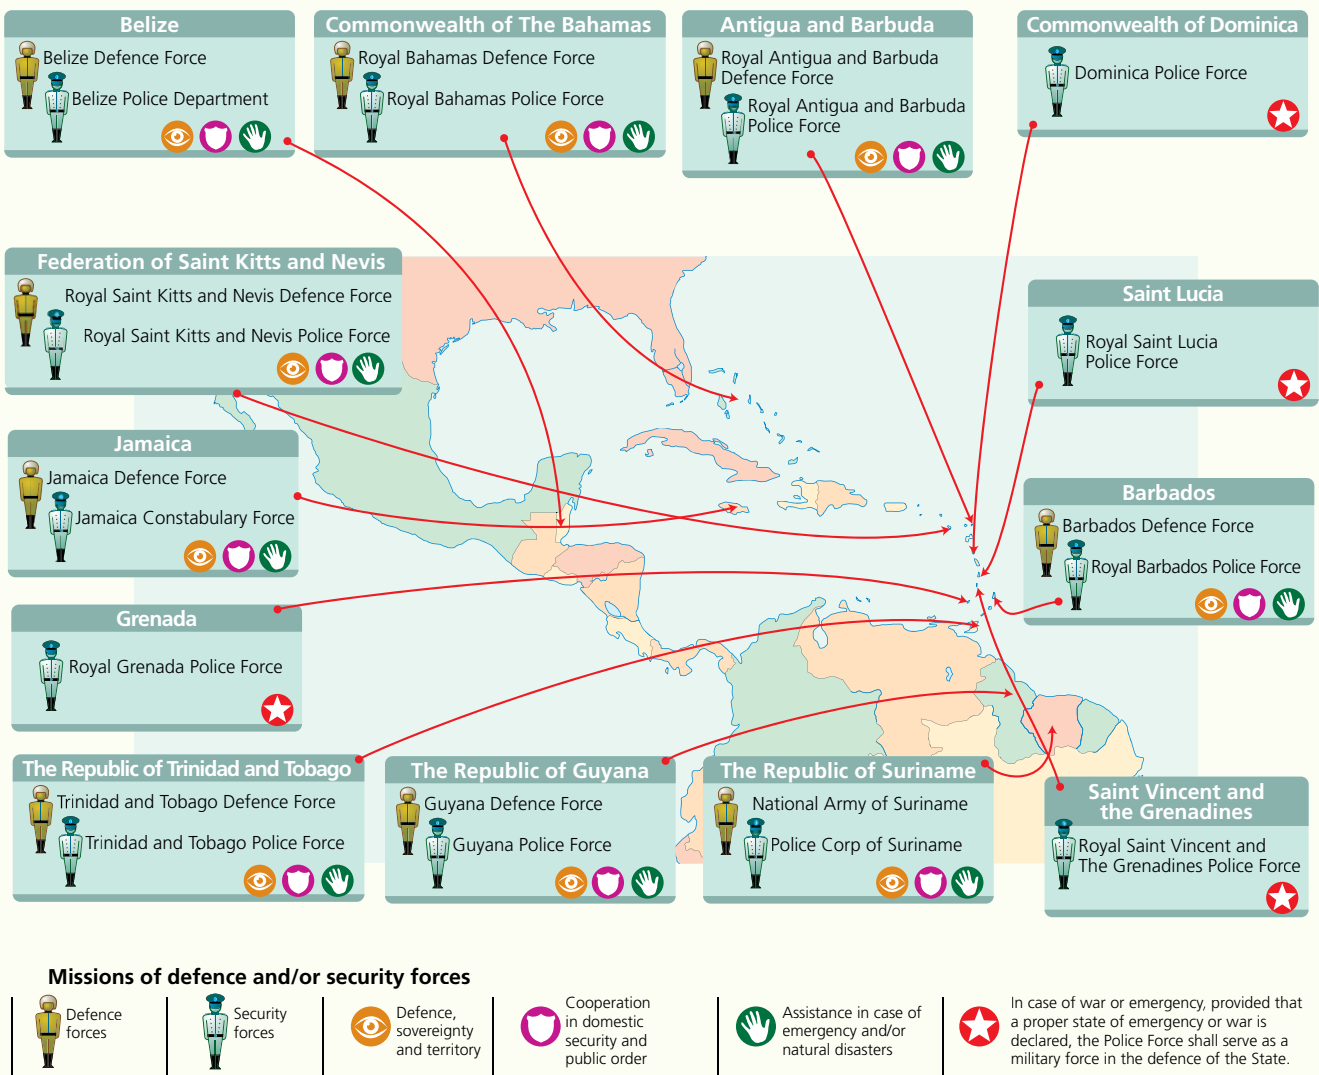 Belize
Belize Defence Force
Belize Police Department
Commonwealth of The Bahamas
Royal Bahamas Defence Force
Royal Bahamas Police Force
Antigua and Barbuda
Royal Antigua and Barbuda
Defence Force
Royal Antigua and Barbuda
Police Force
Commonwealth of Dominica
Dominica Police Force
Federation of Saint Kitts and Nevis
Royal Saint Kitts and Nevis Defence Force
Royal Saint Kitts and Nevis Police Force
Saint Lucia
Royal Saint Lucia
Police Force
Jamaica
Jamaica Defence Force
Jamaica Constabulary Force
Barbados
Barbados Defence Force
Royal Barbados Police Force
Grenada
Royal Grenada Police Force
The Republic of Trinidad and Tobago
Trinidad and Tobago Defence Force
Trinidad and Tobago Police Force
The Republic of Guyana
Guyana Defence Force
Guyana Police Force
The Republic of Suriname
National Army of Suriname
Police Corp of Suriname
Saint Vincent and
the Grenadines
Royal Saint Vincent and
The Grenadines Police Force
Missions of defence and/or security forces
Defence
forces
Security
forces
Defence,
sovereignty
and territory
Cooperation
in domestic
security and
public order
Assistance in case of
emergency and/or
natural disasters
In case of war or emergency, provided that
a proper state of emergency or war is
declared, the Police Force shall serve as a
military force in the defence of the State.